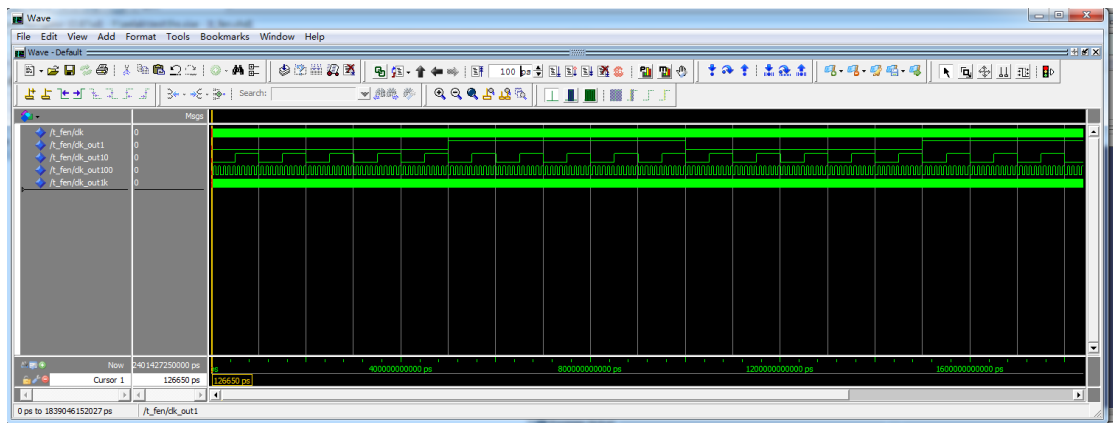 Wave
File Edit View Add Format Tools Bookmarks Window Help
Wave - Default
100 ps
Search:
Msgs
/t_fen/clk 0
/t_fen/clk_out1 0
/t_fen/clk_out10 0
/t_fen/clk_out100 0
/t_fen/clk_out1k 0
Now 2401427250000 ps
ps 400000000000 ps 800000000000 ps 1200000000000 ps 1600000000000 ps
Cursor 1 126650 ps 126650 ps
0 ps to 1839046152027 ps /t_fen/clk_out1